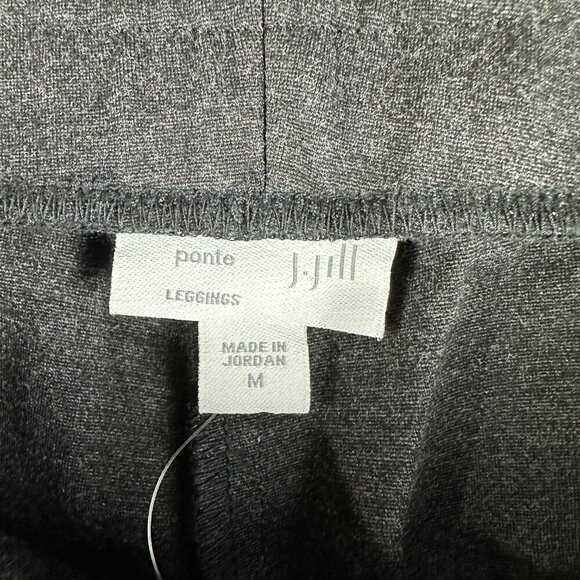 ponte j.jill
LEGGINGS
MADE IN
JORDAN
M